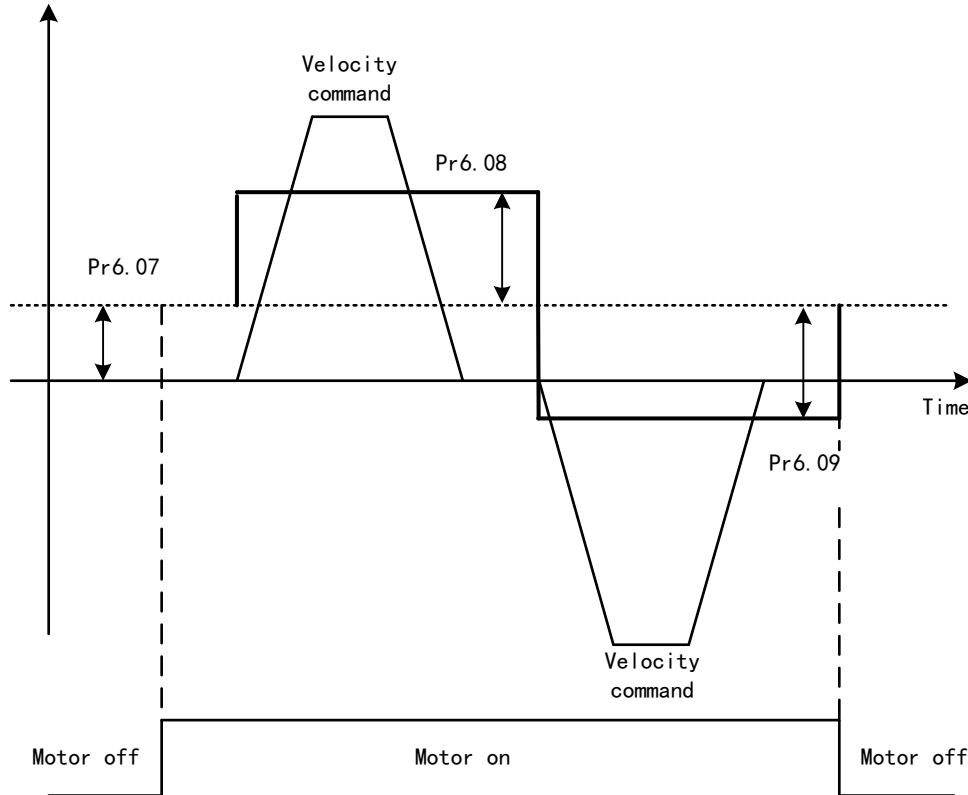 Velocity
command
Pr6.08
Pr6.07
Time
Pr6.09
Velocity
command
Motor off
Motor on
Motor off